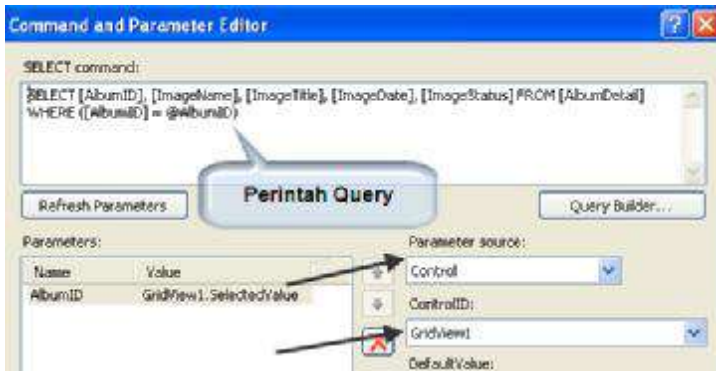 Command and Parameter Editor
SELECT command:
SELECT [AlbumID], [ImageName], [ImageTitle], [ImageDate], [ImageStatus] FROM [AlbumDetail]
WHERE ([AlbumID] = @AlbumID)
Perintah Query
Refresh Parameters
Query Builder...
Parameters:
Name Value
AlbumID GridView1.SelectedValue
Parameter source:
Control
ControlID:
GridView1
DefaultValue: